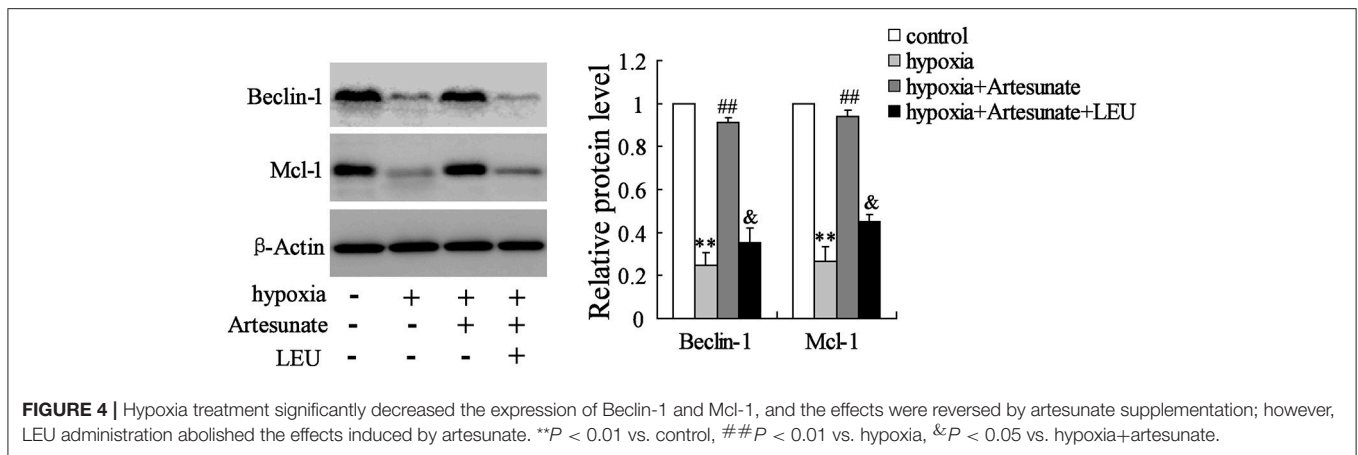 Beclin-1
Mcl-1
β-Actin
hypoxia - + + +
Artesunate - - + +
LEU - - - +
control
hypoxia
hypoxia+Artesunate
hypoxia+Artesunate+LEU
Relative protein level
1.2
1
0.8
0.6
0.4
0.2
0
** ## &
** ## &
Beclin-1 Mcl-1
FIGURE 4 | Hypoxia treatment significantly decreased the expression of Beclin-1 and Mcl-1, and the effects were reversed by artesunate supplementation; however,
LEU administration abolished the effects induced by artesunate. **P < 0.01 vs. control, ##P < 0.01 vs. hypoxia, &P < 0.05 vs. hypoxia+artesunate.